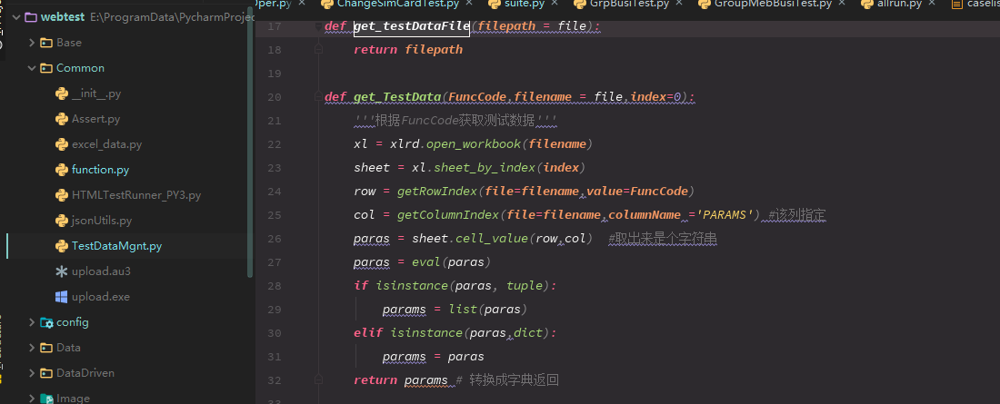 Oper.py ChangeSimCardTest.py suite.py GrpBusiTest.py GroupMebBusiTest.py allrun.py caselis
webtest E:\ProgramData\PycharmProjec
Base
Common
__init__.py
Assert.py
excel_data.py
function.py
HTMLTestRunner_PY3.py
jsonUtils.py
TestDataMgnt.py
upload.au3
upload.exe
config
Data
DataDriven
Image
17 def get_testDataFile(filepath = file):
18 return filepath
19
20 def get_TestData(FuncCode,filename = file,index=0):
21 '''根据FuncCode获取测试数据'''
22 xl = xlrd.open_workbook(filename)
23 sheet = xl.sheet_by_index(index)
24 row = getRowIndex(file=filename,value=FuncCode)
25 col = getColumnIndex(file=filename,columnName ='PARAMS') #该列指定
26 paras = sheet.cell_value(row,col) #取出来是个字符串
27 paras = eval(paras)
28 if isinstance(paras, tuple):
29 params = list(paras)
30 elif isinstance(paras,dict):
31 params = paras
32 return params # 转换成字典返回